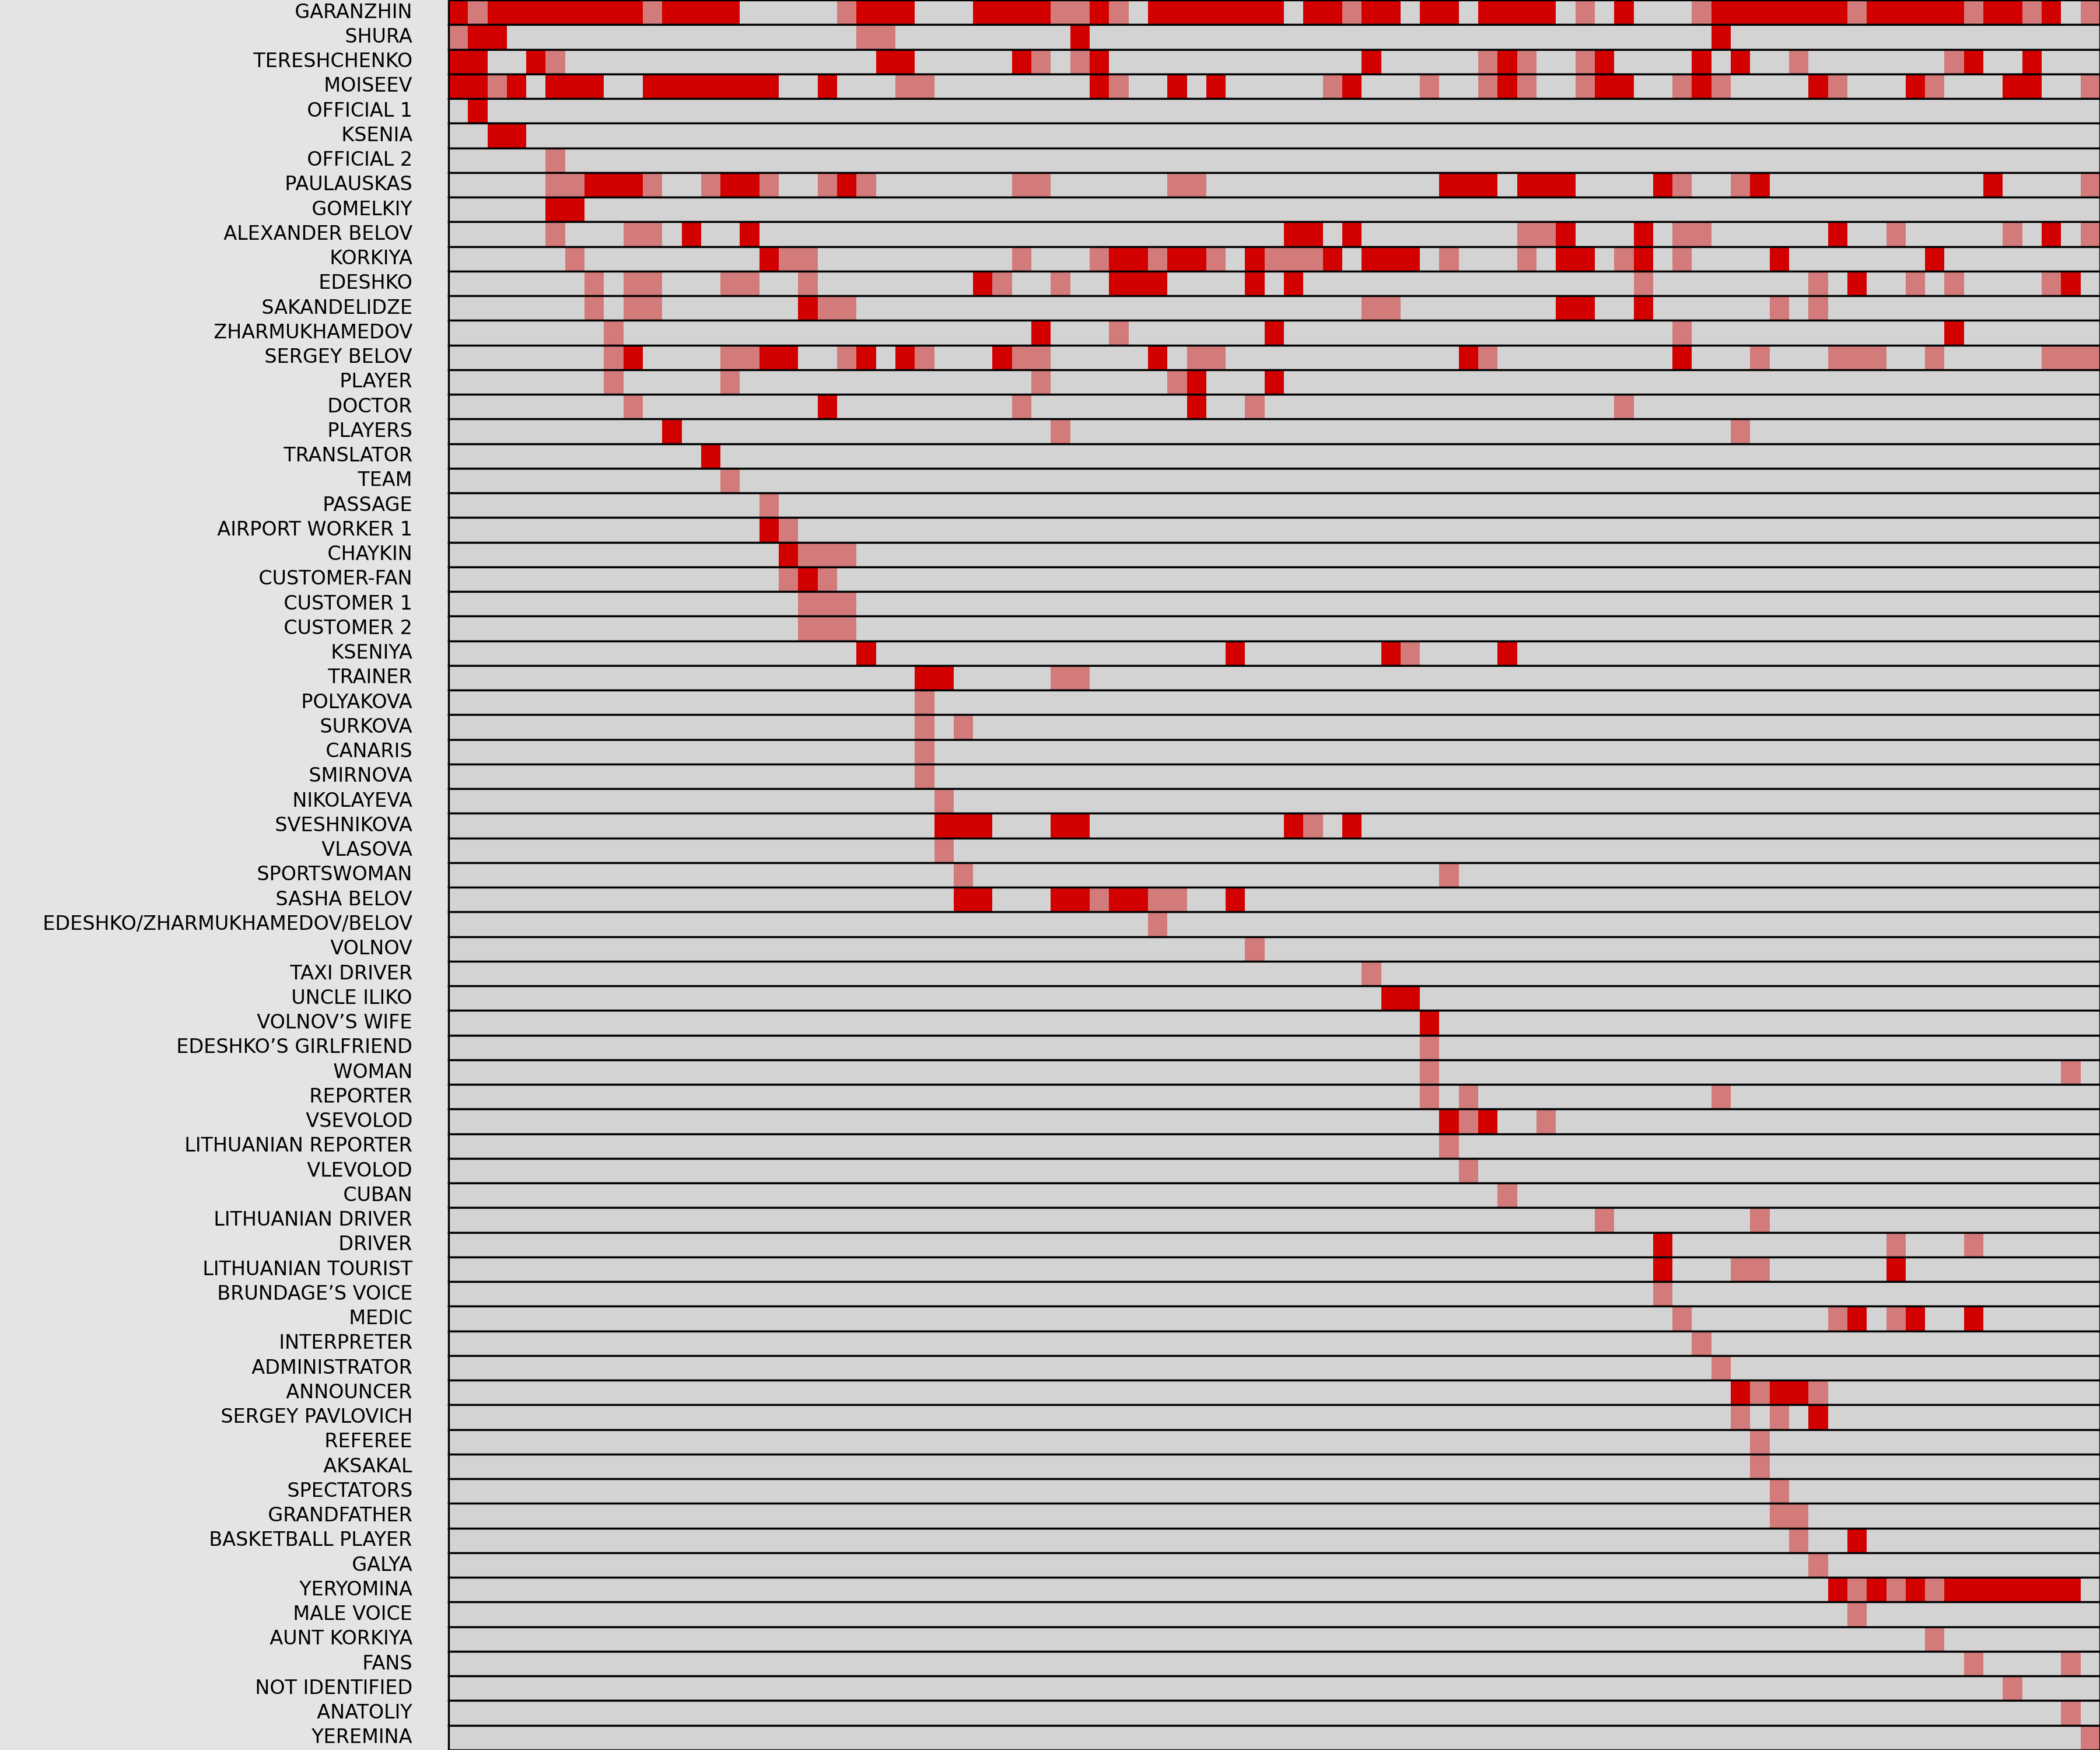 GARANZHIN
SHURA
TERESHCHENKO
MOISEEV
OFFICIAL 1
KSENIA
OFFICIAL 2
PAULAUSKAS
GOMELKIY
ALEXANDER BELOV
KORKIYA
EDESHKO
SAKANDELIDZE
ZHARMUKHAMEDOV
SERGEY BELOV
PLAYER
DOCTOR
PLAYERS
TRANSLATOR
TEAM
PASSAGE
AIRPORT WORKER 1
CHAYKIN
CUSTOMER-FAN
CUSTOMER 1
CUSTOMER 2
KSENIYA
TRAINER
POLYAKOVA
SURKOVA
CANARIS
SMIRNOVA
NIKOLAYEVA
SVESHNIKOVA
VLASOVA
SPORTSWOMAN
SASHA BELOV
EDESHKO/ZHARMUKHAMEDOV/BELOV
VOLNOV
TAXI DRIVER
UNCLE ILIKO
VOLNOV’S WIFE
EDESHKO’S GIRLFRIEND
WOMAN
REPORTER
VSEVOLOD
LITHUANIAN REPORTER
VLEVOLOD
CUBAN
LITHUANIAN DRIVER
DRIVER
LITHUANIAN TOURIST
BRUNDAGE’S VOICE
MEDIC
INTERPRETER
ADMINISTRATOR
ANNOUNCER
SERGEY PAVLOVICH
REFEREE
AKSAKAL
SPECTATORS
GRANDFATHER
BASKETBALL PLAYER
GALYA
YERYOMINA
MALE VOICE
AUNT KORKIYA
FANS
NOT IDENTIFIED
ANATOLIY
YEREMINA